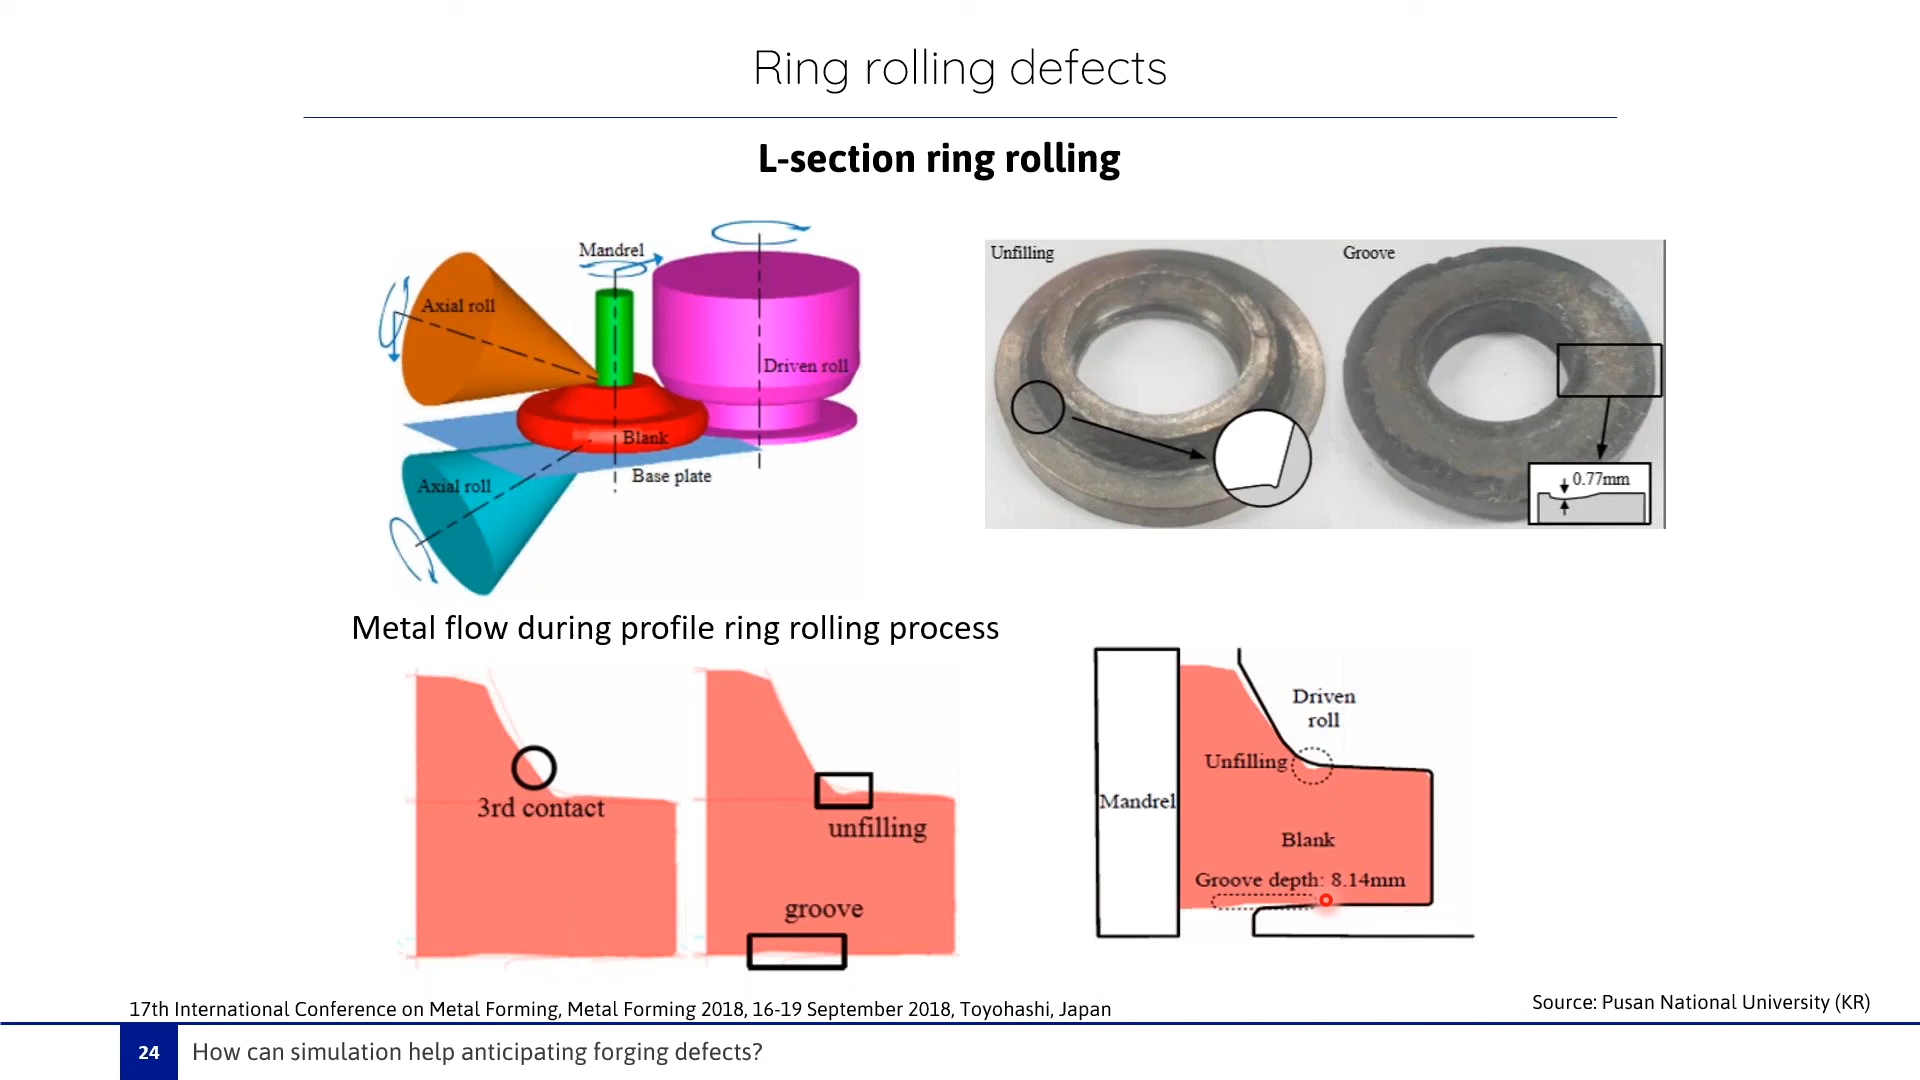 Ring rolling defects
L-section ring rolling
Mandrel
Axial roll
Driven roll
Blank
Axial roll
Base plate
Unfilling
Groove
0.77mm
Metal flow during profile ring rolling process
3rd contact
unfilling
groove
Driven
roll
Unfilling
Mandrel
Blank
Groove depth: 8.14mm
17th International Conference on Metal Forming, Metal Forming 2018, 16-19 September 2018, Toyohashi, Japan
Source: Pusan National University (KR)
24
How can simulation help anticipating forging defects?